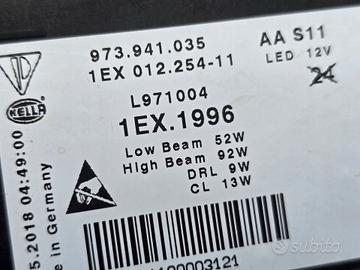 973.941.035
AA S11
1EX 012.254-11
LED 12V
24
HELLA
L971004
1EX.1996
Low Beam 52W
High Beam 92W
DRL 9W
CL 13W
5.2018 04:49:00
e in Germany
100003121
subito